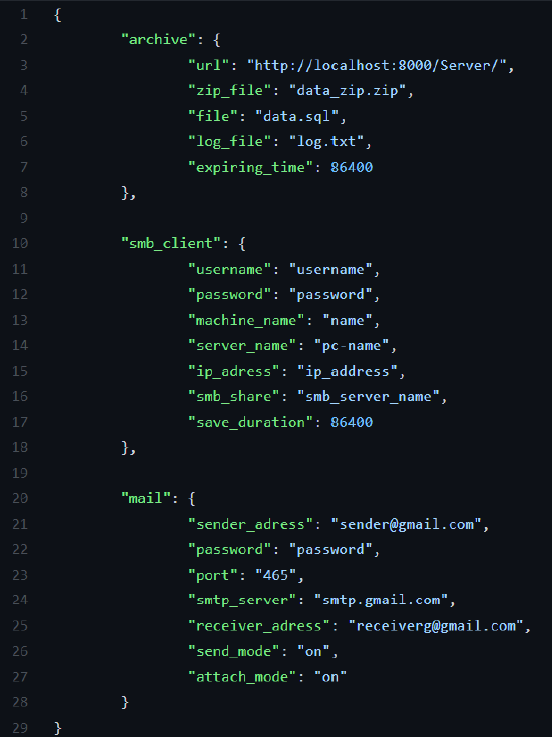 1 {
2 "archive": {
3 "url": "http://localhost:8000/Server/",
4 "zip_file": "data_zip.zip",
5 "file": "data.sql",
6 "log_file": "log.txt",
7 "expiring_time": 86400
8 },
9
10 "smb_client": {
11 "username": "username",
12 "password": "password",
13 "machine_name": "name",
14 "server_name": "pc-name",
15 "ip_adress": "ip_address",
16 "smb_share": "smb_server_name",
17 "save_duration": 86400
18 },
19
20 "mail": {
21 "sender_adress": "sender@gmail.com",
22 "password": "password",
23 "port": "465",
24 "smtp_server": "smtp.gmail.com",
25 "receiver_adress": "receiverg@gmail.com",
26 "send_mode": "on",
27 "attach_mode": "on"
28 }
29 }